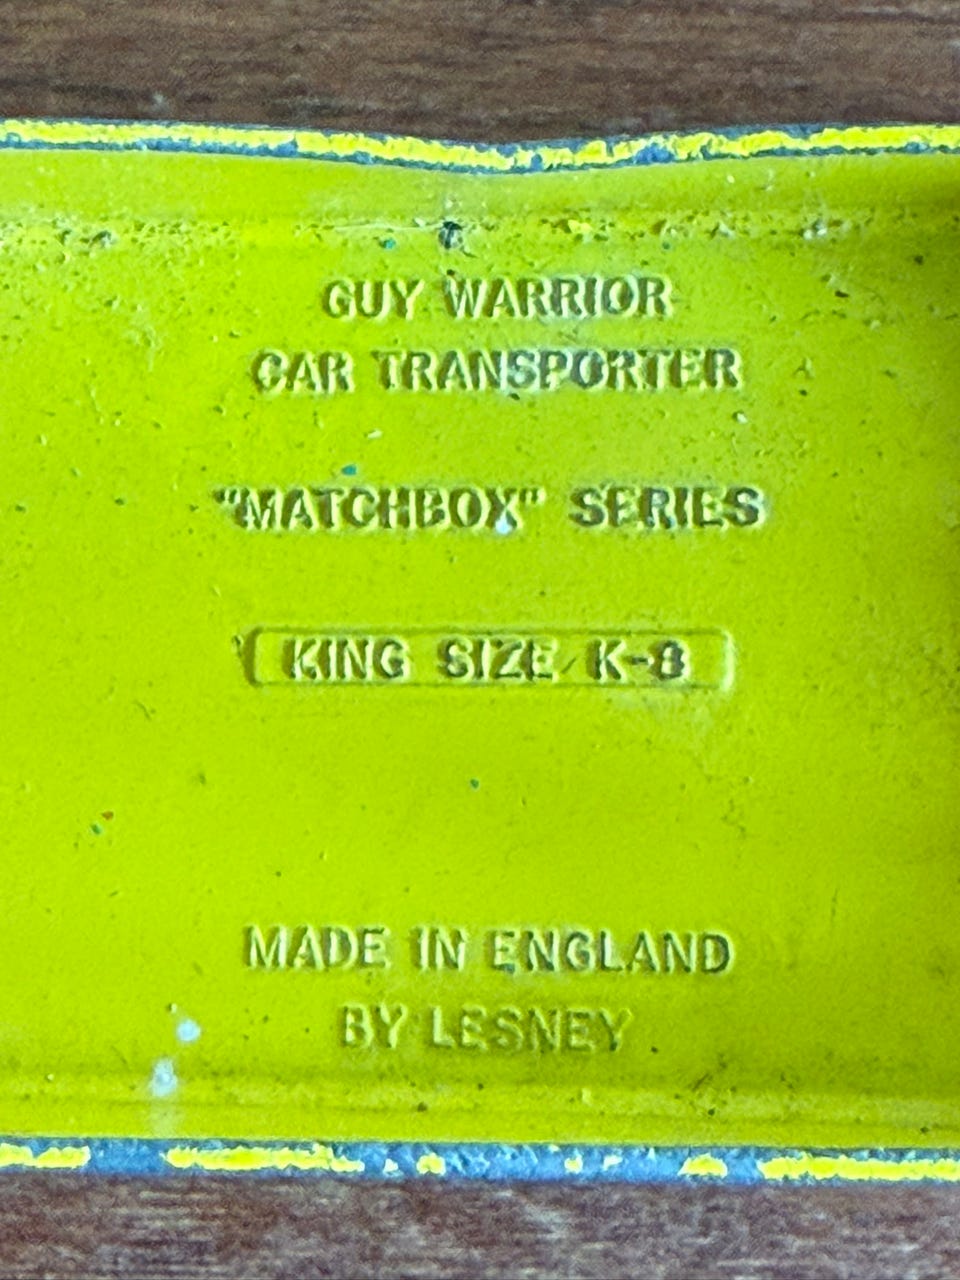 GUY WARRIOR
CAR TRANSPORTER
"MATCHBOX" SERIES
KING SIZE K-8
MADE IN ENGLAND
BY LESNEY